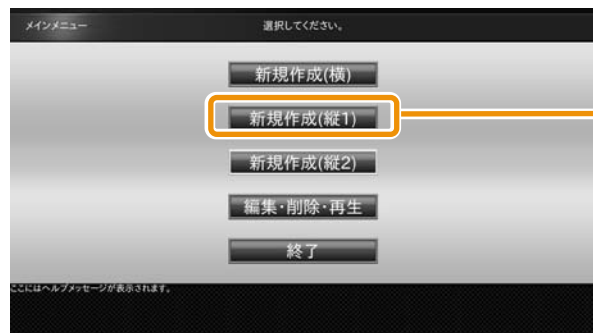 メインメニュー
選択してください。
新規作成(横)
新規作成(縦1)
新規作成(縦2)
編集・削除・再生
終了
ここにはヘルプメッセージが表示されます。